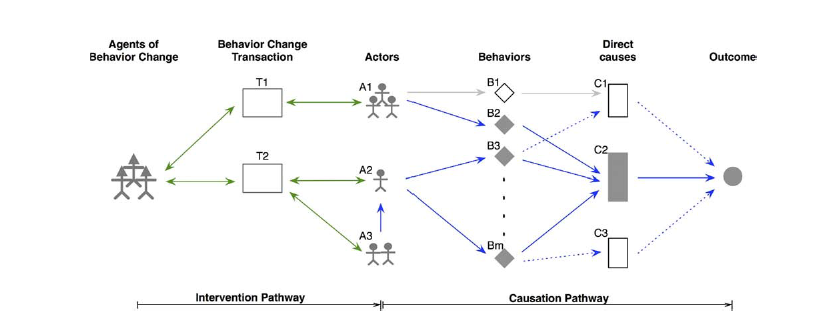 Agents of
Behavior Change
Behavior Change
Transaction
Actors
Behaviors
Direct
causes
Outcome
T1
A1
B1
C1
B2
B3
T2
A2
C2
A3
Bm
C3
Intervention Pathway
Causation Pathway